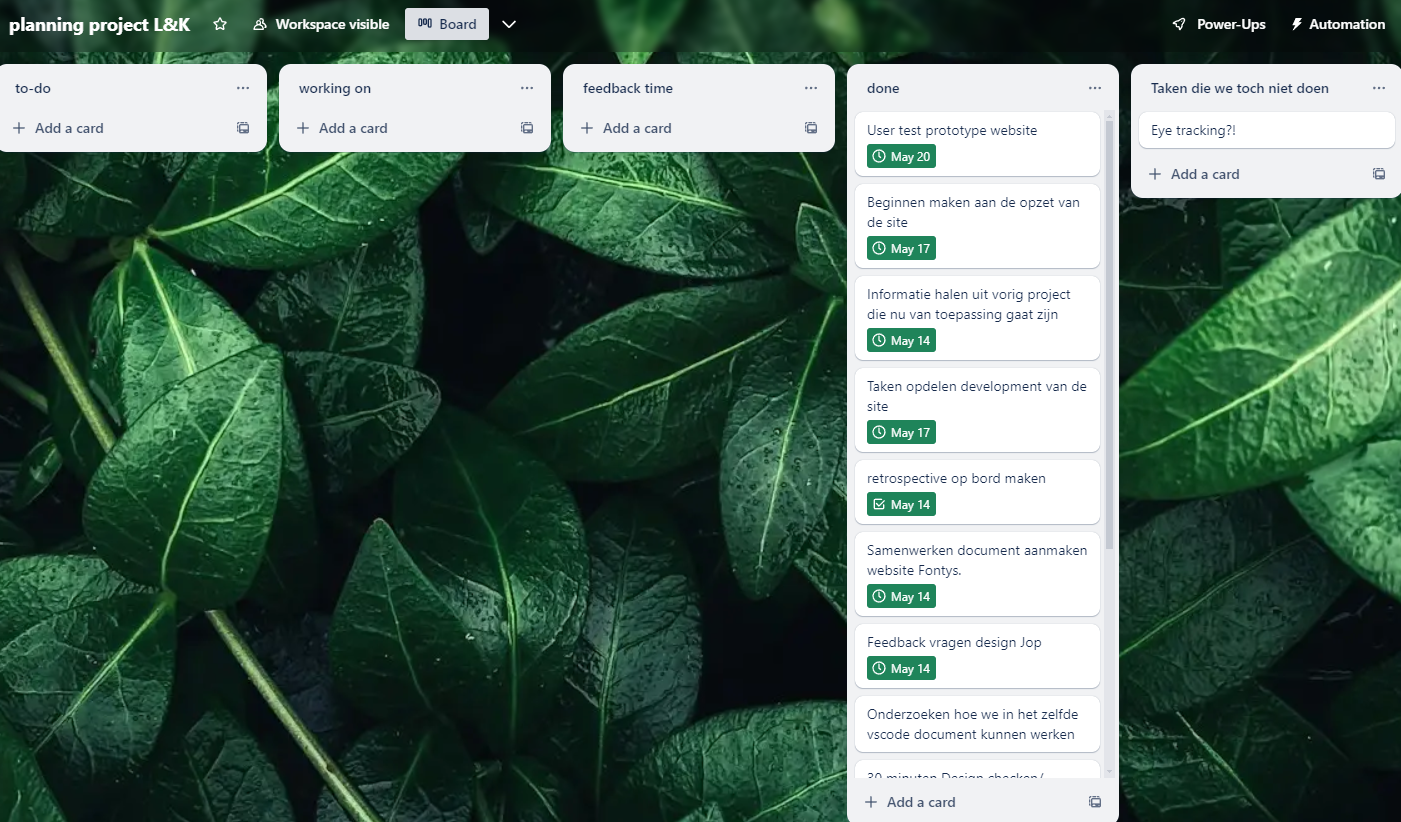 planning project L&K
Workspace visible
Board
Power-Ups
Automation
to-do
Add a card
working on
Add a card
feedback time
Add a card
done
User test prototype website
May 20
Beginnen maken aan de opzet van
de site
May 17
Informatie halen uit vorig project
die nu van toepassing gaat zijn
May 14
Taken opdelen development van de
site
May 17
retrospective op bord maken
May 14
Samenwerken document aanmaken
website Fontys.
May 14
Feedback vragen design Jop
May 14
Onderzoeken hoe we in het zelfde
vscode document kunnen werken
30 minuten Design checken/
Add a card
Taken die we toch niet doen
Eye tracking?!
Add a card